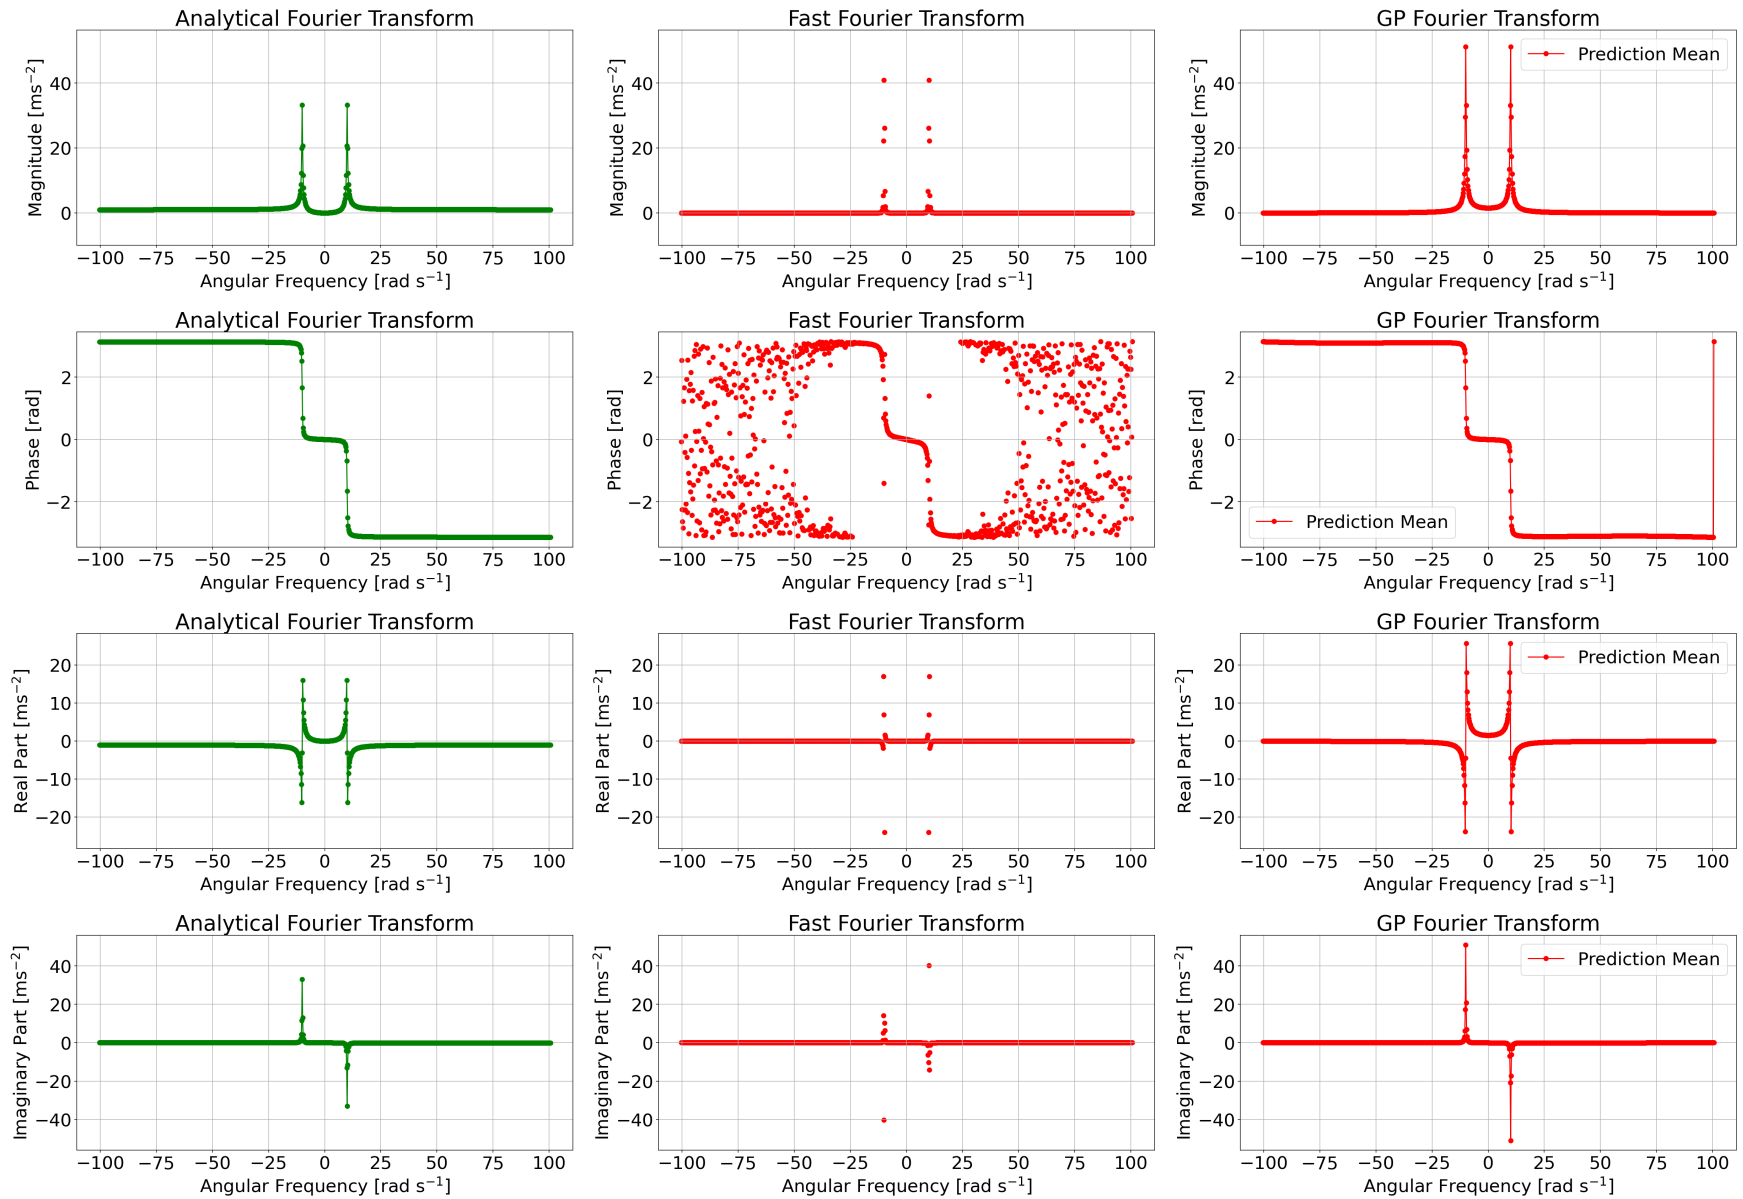 Analytical Fourier Transform
Magnitude [ms⁻²]
40
20
0
−100 −75 −50 −25 0 25 50 75 100
Angular Frequency [rad s⁻¹]
Fast Fourier Transform
Magnitude [ms⁻²]
40
20
0
−100 −75 −50 −25 0 25 50 75 100
Angular Frequency [rad s⁻¹]
GP Fourier Transform
Prediction Mean
Magnitude [ms⁻²]
40
20
0
−100 −75 −50 −25 0 25 50 75 100
Angular Frequency [rad s⁻¹]
Analytical Fourier Transform
Phase [rad]
2
0
−2
−100 −75 −50 −25 0 25 50 75 100
Angular Frequency [rad s⁻¹]
Fast Fourier Transform
Phase [rad]
2
0
−2
−100 −75 −50 −25 0 25 50 75 100
Angular Frequency [rad s⁻¹]
GP Fourier Transform
Phase [rad]
2
0
−2
Prediction Mean
−100 −75 −50 −25 0 25 50 75 100
Angular Frequency [rad s⁻¹]
Analytical Fourier Transform
Real Part [ms⁻²]
20
10
0
−10
−20
−100 −75 −50 −25 0 25 50 75 100
Angular Frequency [rad s⁻¹]
Fast Fourier Transform
Real Part [ms⁻²]
20
10
0
−10
−20
−100 −75 −50 −25 0 25 50 75 100
Angular Frequency [rad s⁻¹]
GP Fourier Transform
Prediction Mean
Real Part [ms⁻²]
20
10
0
−10
−20
−100 −75 −50 −25 0 25 50 75 100
Angular Frequency [rad s⁻¹]
Analytical Fourier Transform
Imaginary Part [ms⁻²]
40
20
0
−20
−40
−100 −75 −50 −25 0 25 50 75 100
Angular Frequency [rad s⁻¹]
Fast Fourier Transform
Imaginary Part [ms⁻²]
40
20
0
−20
−40
−100 −75 −50 −25 0 25 50 75 100
Angular Frequency [rad s⁻¹]
GP Fourier Transform
Prediction Mean
Imaginary Part [ms⁻²]
40
20
0
−20
−40
−100 −75 −50 −25 0 25 50 75 100
Angular Frequency [rad s⁻¹]